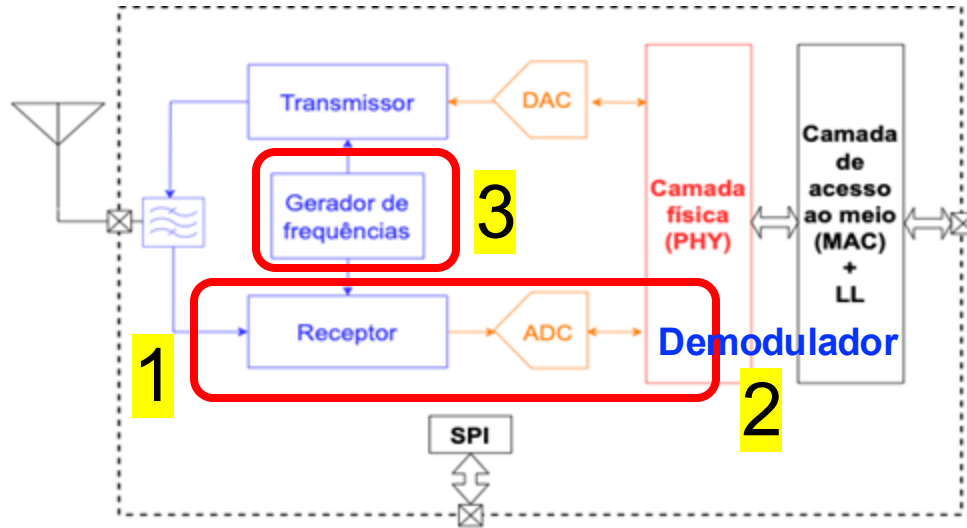 Transmissor
DAC
Gerador de
frequências
3
Camada
física
(PHY)
Camada
de
acesso
ao meio
(MAC)
+
LL
1
Receptor
ADC
Demodulador
2
SPI